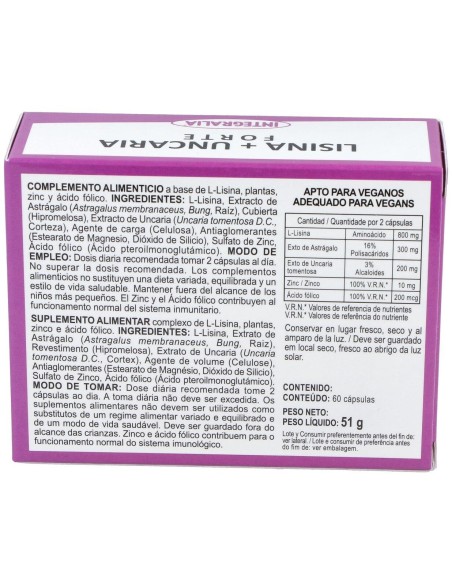 INTEGRALIA
FORTE
LISINA + UNCARIA
COMPLEMENTO ALIMENTICIO a base de L-Lisina, plantas,
zinc y ácido fólico. INGREDIENTES: L-Lisina, Extracto de
Astrágalo (Astragalus membranaceus, Bung, Raíz), Cubierta
(Hipromelosa), Extracto de Uncaria (Uncaria tomentosa D.C.,
Corteza), Agente de carga (Celulosa), Antiaglomerantes
(Estearato de Magnesio, Dióxido de Silicio), Sulfato de Zinc,
Ácido fólico (Ácido pteroilmonoglutámico). MODO DE
EMPLEO: Dosis diaria recomendada tomar 2 cápsulas al día.
No superar la dosis recomendada. Los complementos
alimenticios no sustituyen una dieta variada, equilibrada y un
estilo de vida saludable. Mantener fuera del alcance de los
niños más pequeños. El Zinc y el Ácido fólico contribuyen al
funcionamiento normal del sistema inmunitario.
SUPLEMENTO ALIMENTAR complexo de L-Lisina, plantas,
zinco e ácido fólico. INGREDIENTES: L-Lisina, Extrato de
Astrágalo (Astragalus membranaceus, Bung, Raiz),
Revestimento (Hipromelose), Extrato de Uncaria (Uncaria
tomentosa D.C., Cortex), Agente de volume (Celulose),
Antiaglomerantes (Estearato de Magnésio, Dióxido de Silício),
Sulfato de Zinco, Ácido fólico (Ácido pteroilmonoglutâmico).
MODO DE TOMAR: Dose diária recomendada tome 2
cápsulas ao dia. A toma diária não deve ser excedida. Os
suplementos alimentares não devem ser utilizados como
substitutos de um regime alimentar variado e equilibrado e
de um modo de vida saudável. Deve ser guardado fora do
alcance das crianças. Zinco e ácido fólico contribuem para o
funcionamento normal do sistema imunológico.
APTO PARA VEGANOS
ADEQUADO PARA VEGANS
Cantidad / Quantidade por 2 cápsulas
L-Lisina Aminoácido 800 mg
Exto de Astrágalo 16% Polisacáridos 300 mg
Exto de Uncaria tomentosa 3% Alcaloides 200 mg
Zinc / Zinco 100% V.R.N.* 10 mg
Ácido fólico 100% V.R.N.* 200 mcg
V.R.N.* Valores de referencia de nutrientes
V.R.N.* Valores de referência do nutriente
Conservar en lugar fresco, seco y al
amparo de la luz. / Deve ser guardado
em local seco, fresco ao abrigo da luz
solar.
CONTENIDO:
CONTEÚDO: 60 cápsulas
PESO NETO:
PESO LÍQUIDO: 51 g
Lote y Consumir preferentemente antes del fin de:
ver lateral. / Lote e consumir de preferência antes
do fim de: ver embalagem.